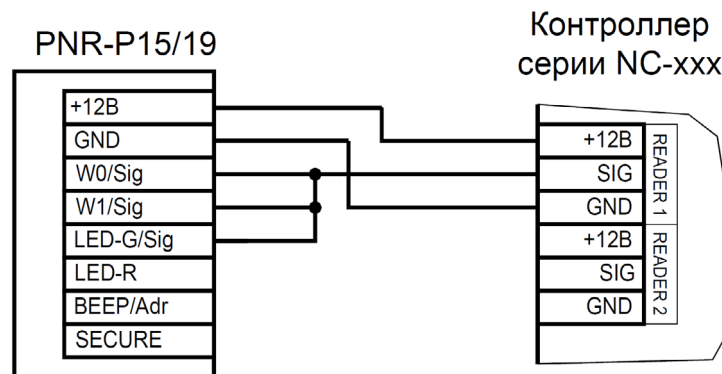 PNR-P15/19
+12В
GND
W0/Sig
W1/Sig
LED-G/Sig
LED-R
BEEP/Adr
SECURE
Контроллер
серии NC-xxx
+12В
SIG
GND
READER 1
+12В
SIG
GND
READER 2